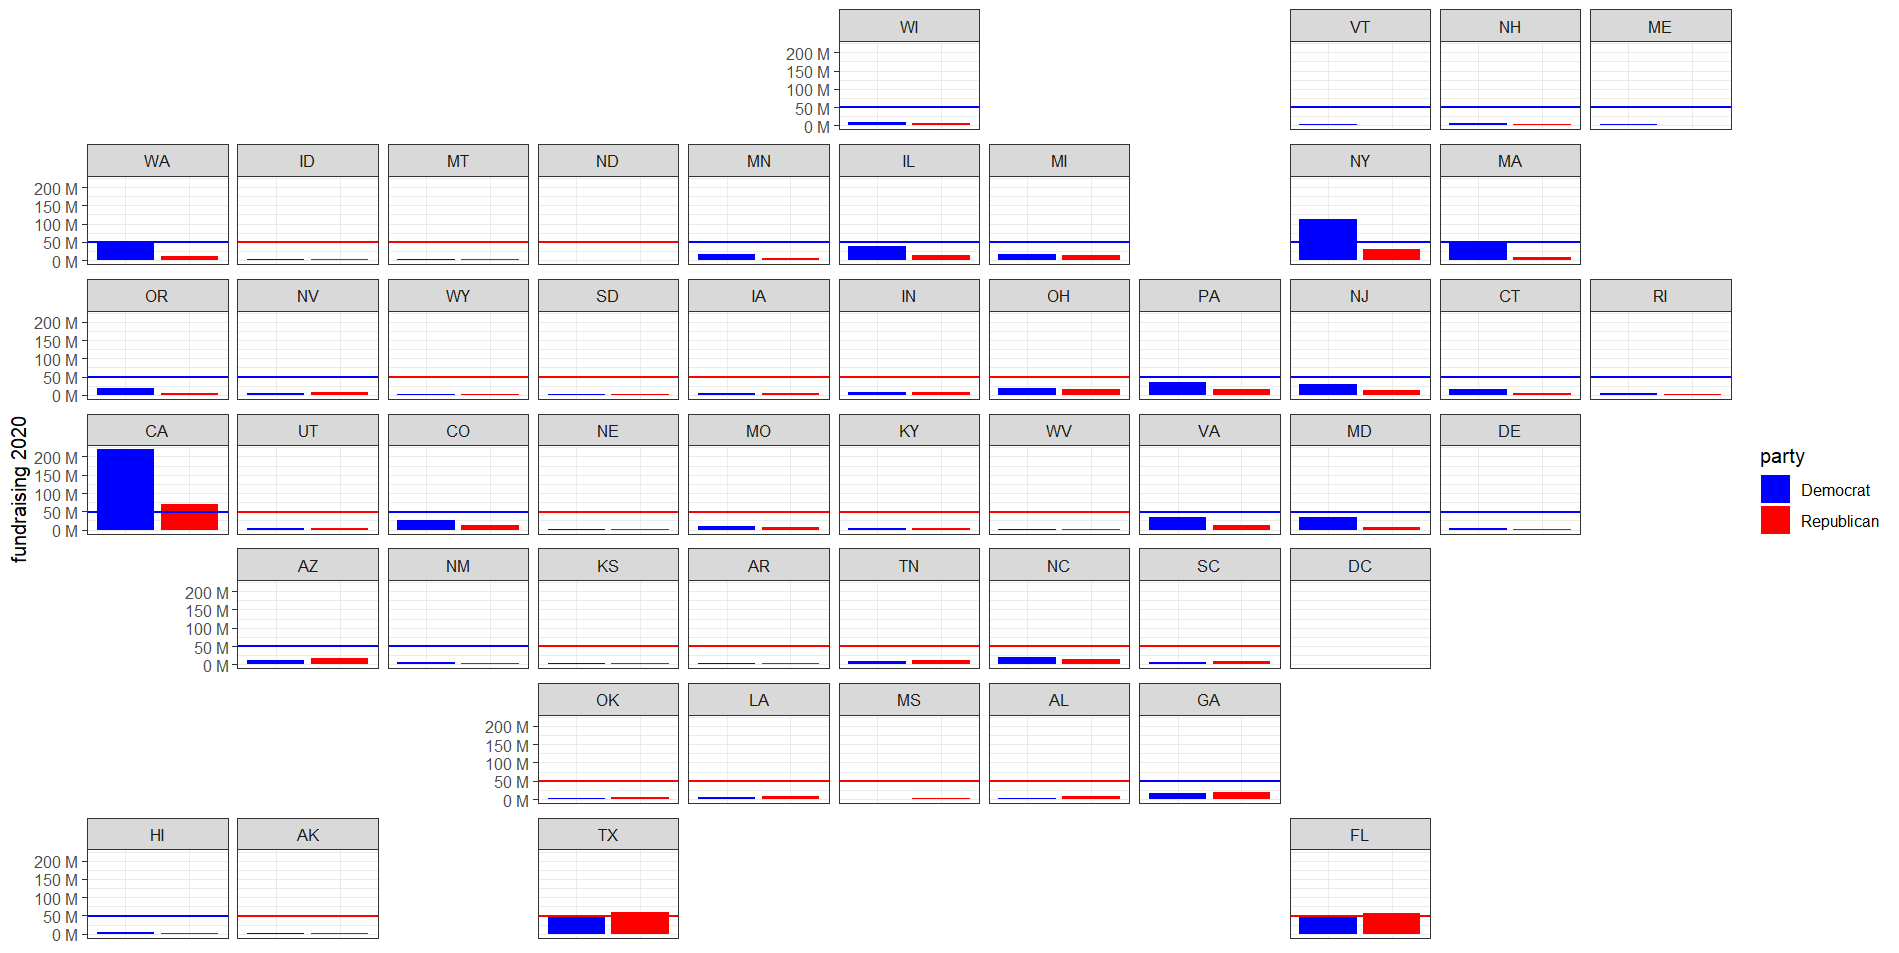 WI VT NH ME
200 M
150 M
100 M
50 M
0 M
WA ID MT ND MN IL MI NY MA
200 M
150 M
100 M
50 M
0 M
OR NV WY SD IA IN OH PA NJ CT RI
200 M
150 M
100 M
50 M
0 M
CA UT CO NE MO KY WV VA MD DE
200 M
150 M
100 M
50 M
0 M
AZ NM KS AR TN NC SC DC
200 M
150 M
100 M
50 M
0 M
OK LA MS AL GA
200 M
150 M
100 M
50 M
0 M
HI AK TX FL
200 M
150 M
100 M
50 M
0 M
fundraising 2020
party
Democrat
Republican